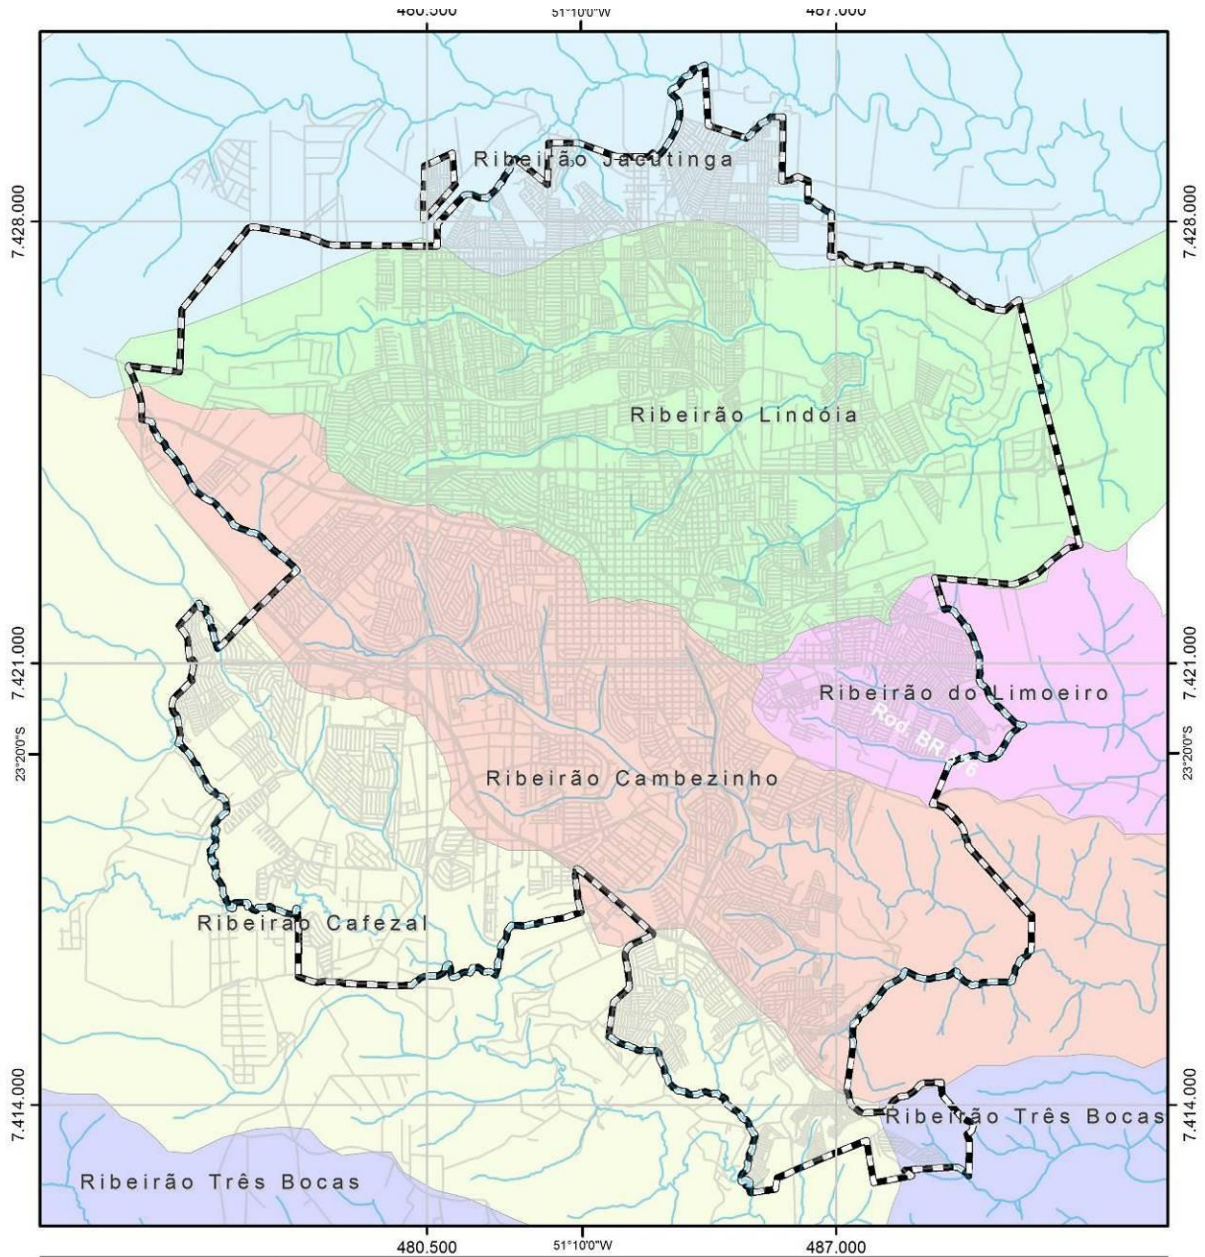 480.500
51°10'0"W
487.000
Ribeirão Jacutinga
7.428.000
7.428.000
Ribeirão Lindóia
7.421.000
7.421.000
Ribeirão do Limoeiro
Rod. BR
23°20'0"S
23°20'0"S
Ribeirão Cambezinho
Ribeirão Cafezal
7.414.000
7.414.000
Ribeirão Três Bocas
Ribeirão Três Bocas
480.500
51°10'0"W
487.000